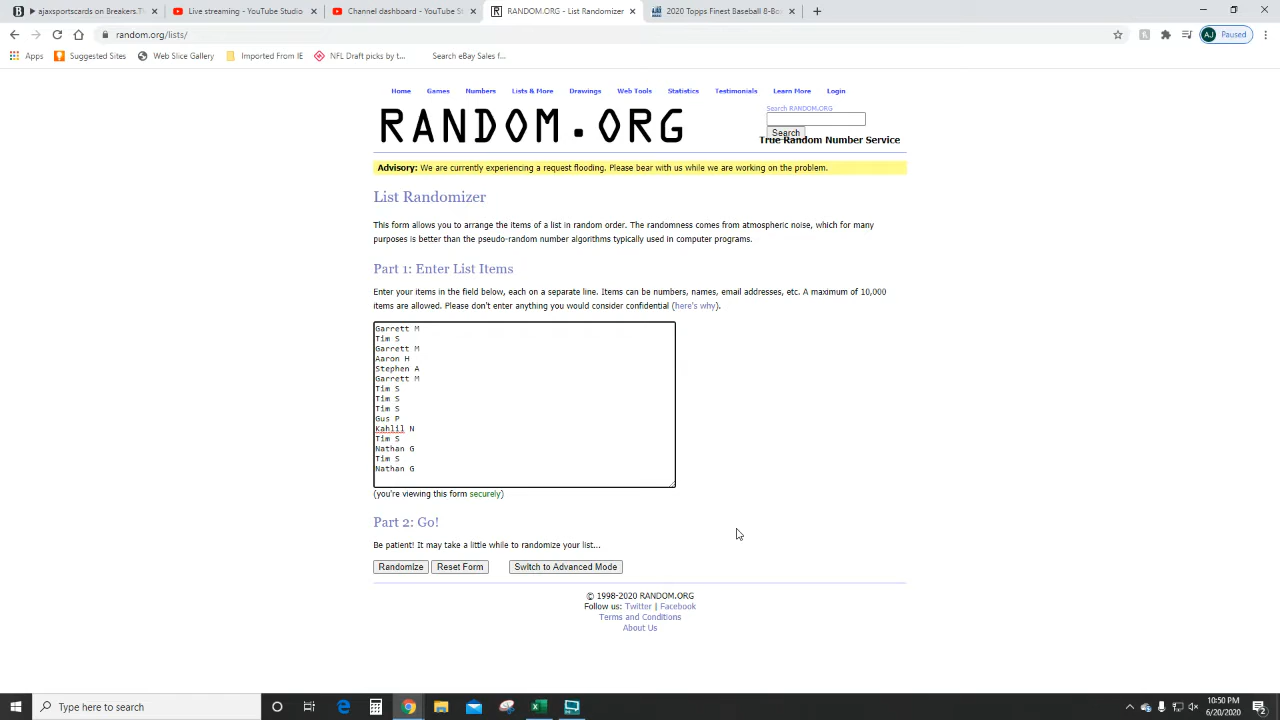 ajaxsportscards on Breakers.T
Live streaming - YouTube Studio
Channel dashboard - YouTube S
RANDOM.ORG - List Randomizer
2020 Topps Finest Baseball 8-Bo
random.org/lists/
AJ Paused
Apps Suggested Sites Web Slice Gallery Imported From IE NFL Draft picks by t... Search eBay Sales f...
Home Games Numbers Lists & More Drawings Web Tools Statistics Testimonials Learn More Login
RANDOM.ORG
Search RANDOM.ORG
Search
True Random Number Service
Advisory: We are currently experiencing a request flooding. Please bear with us while we are working on the problem.
List Randomizer
This form allows you to arrange the items of a list in random order. The randomness comes from atmospheric noise, which for many
purposes is better than the pseudo-random number algorithms typically used in computer programs.
Part 1: Enter List Items
Enter your items in the field below, each on a separate line. Items can be numbers, names, email addresses, etc. A maximum of 10,000
items are allowed. Please don't enter anything you would consider confidential (here's why).
Garrett M
Tim S
Garrett M
Aaron H
Stephen A
Garrett M
Tim S
Tim S
Tim S
Gus P
Kahlil N
Tim S
Nathan G
Tim S
Nathan G
(you're viewing this form securely)
Part 2: Go!
Be patient! It may take a little while to randomize your list...
Randomize Reset Form Switch to Advanced Mode
© 1998-2020 RANDOM.ORG
Follow us: Twitter | Facebook
Terms and Conditions
About Us
Type here to search
10:50 PM
6/20/2020